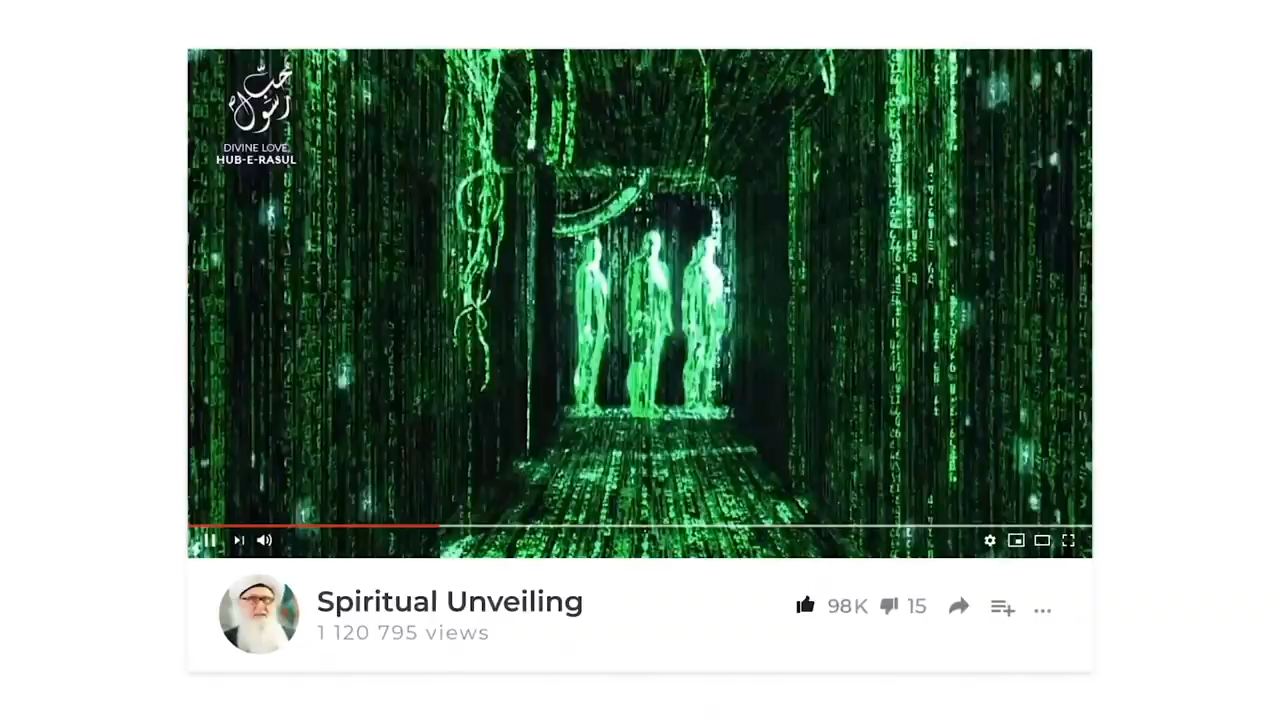 حب
رسول
DIVINE LOVE,
HUB-E-RASUL
Spiritual Unveiling
1 120 795 views
98K 15
...